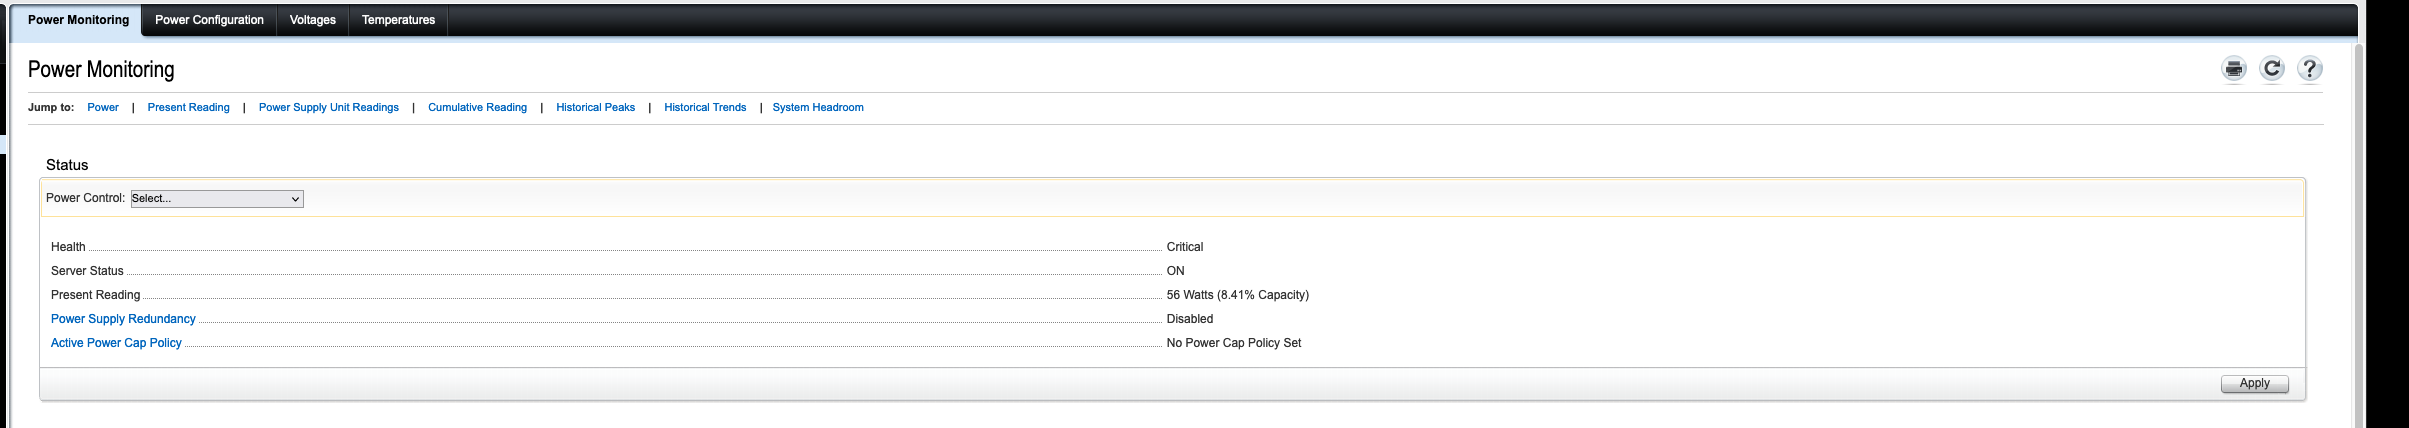 Power Monitoring Power Configuration Voltages Temperatures
Power Monitoring
Jump to: Power | Present Reading | Power Supply Unit Readings | Cumulative Reading | Historical Peaks | Historical Trends | System Headroom
Status
Power Control: Select...
Health Critical
Server Status ON
Present Reading 56 Watts (8.41% Capacity)
Power Supply Redundancy Disabled
Active Power Cap Policy No Power Cap Policy Set
Apply